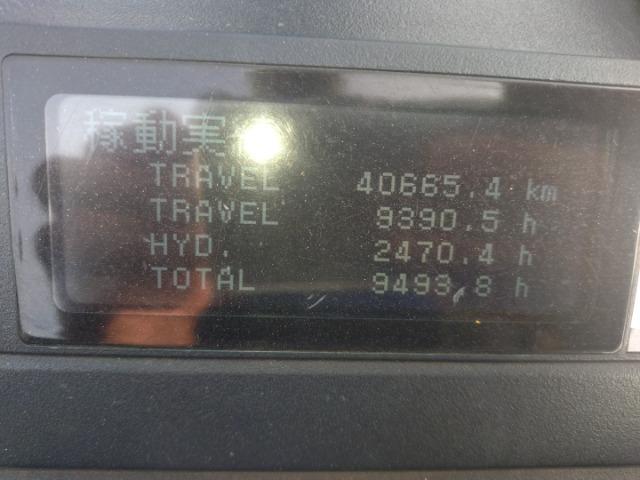 稼動実
TRAVEL 40665.4 km
TRAVEL 9390.5 h
HYD. 2470.4 h
TOTAL 9493.8 h